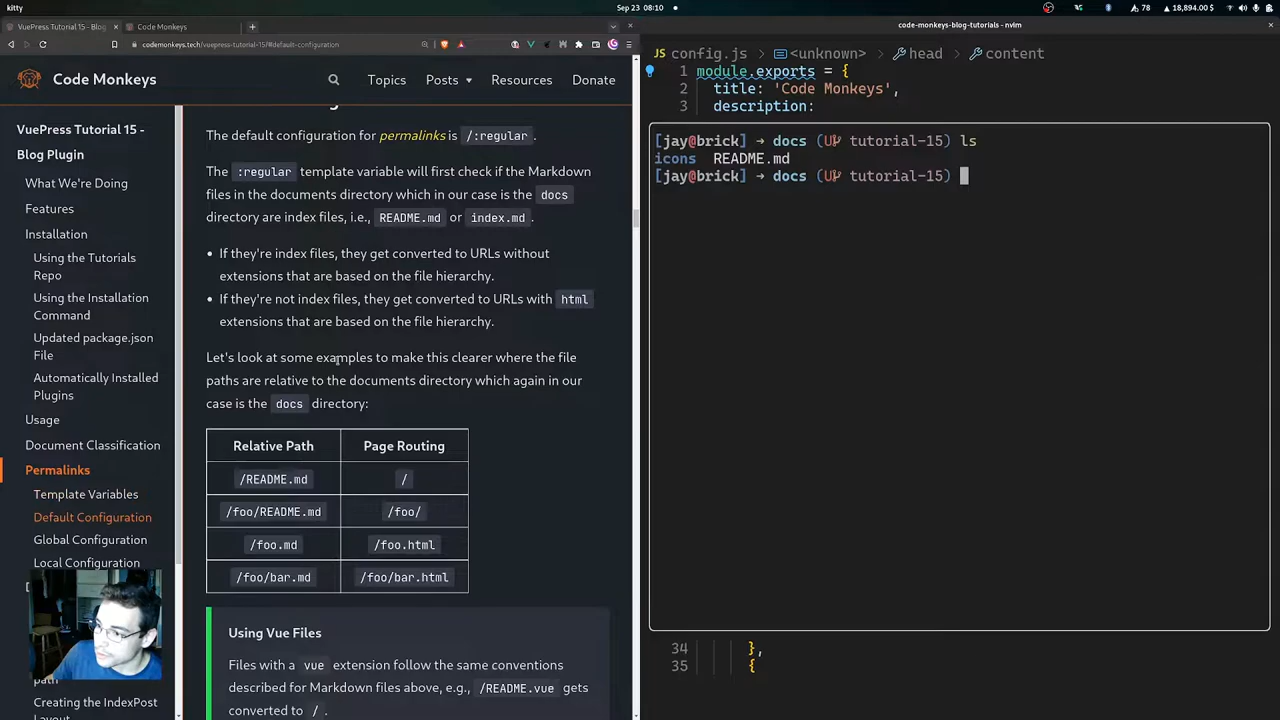 kitty
Sep 23 08:10
78
18,894.00 $
VuePress Tutorial 15 - Blog
Code Monkeys
codemonkeys.tech/vuepress-tutorial-15/#default-configuration
Code Monkeys
Topics
Posts
Resources
Donate
VuePress Tutorial 15 -
Blog Plugin
What We're Doing
Features
Installation
Using the Tutorials
Repo
Using the Installation
Command
Updated package.json
File
Automatically Installed
Plugins
Usage
Document Classification
Permalinks
Template Variables
Default Configuration
Global Configuration
Local Configuration
path
Creating the IndexPost
Layout
The default configuration for permalinks is /:regular .
The :regular template variable will first check if the Markdown
files in the documents directory which in our case is the docs
directory are index files, i.e., README.md or index.md .
• If they're index files, they get converted to URLs without
extensions that are based on the file hierarchy.
• If they're not index files, they get converted to URLs with html
extensions that are based on the file hierarchy.
Let's look at some examples to make this clearer where the file
paths are relative to the documents directory which again in our
case is the docs directory:
Relative Path Page Routing
/README.md /
/foo/README.md /foo/
/foo.md /foo.html
/foo/bar.md /foo/bar.html
Using Vue Files
Files with a vue extension follow the same conventions
described for Markdown files above, e.g., /README.vue gets
converted to / .
code-monkeys-blog-tutorials - nvim
JS config.js > <unknown> > head > content
1 module.exports = {
2 title: 'Code Monkeys',
3 description:
[jay@brick] → docs (U tutorial-15) ls
icons README.md
[jay@brick] → docs (U tutorial-15)
34 },
35 {